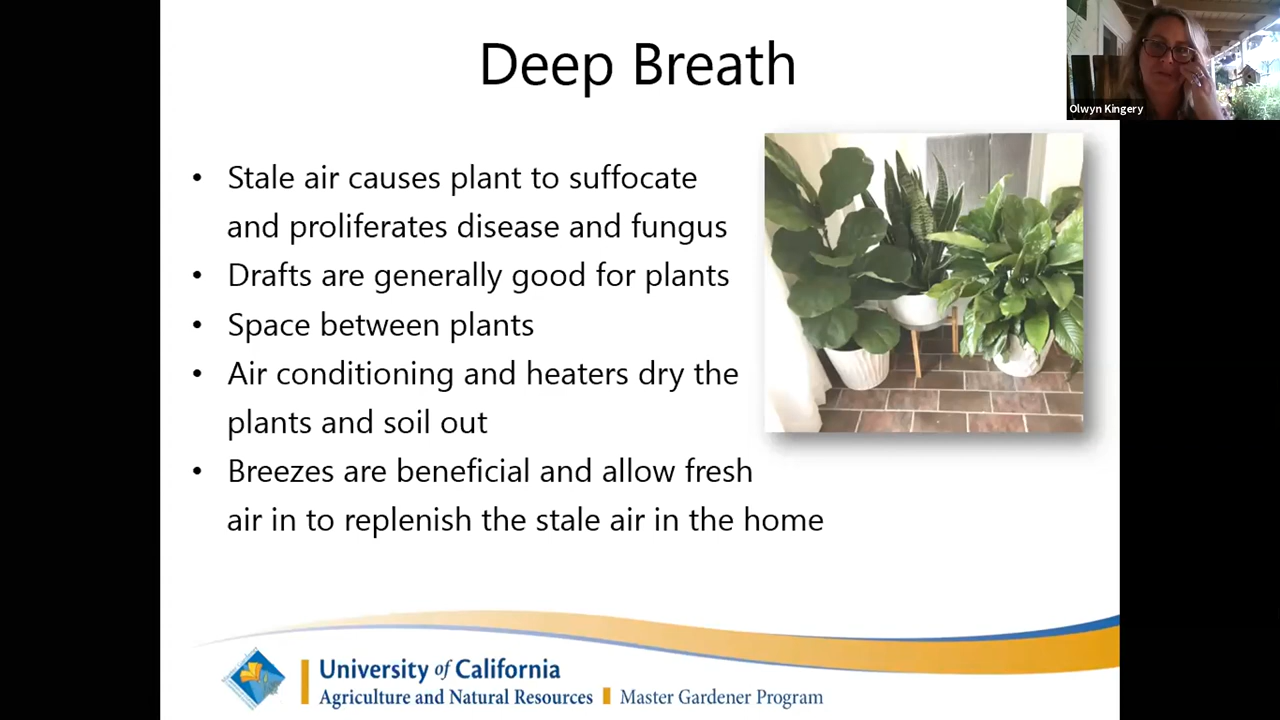 Deep Breath
Olwyn Kingery
• Stale air causes plant to suffocate
and proliferates disease and fungus
• Drafts are generally good for plants
• Space between plants
• Air conditioning and heaters dry the
plants and soil out
• Breezes are beneficial and allow fresh
air in to replenish the stale air in the home
University of California
Agriculture and Natural Resources Master Gardener Program